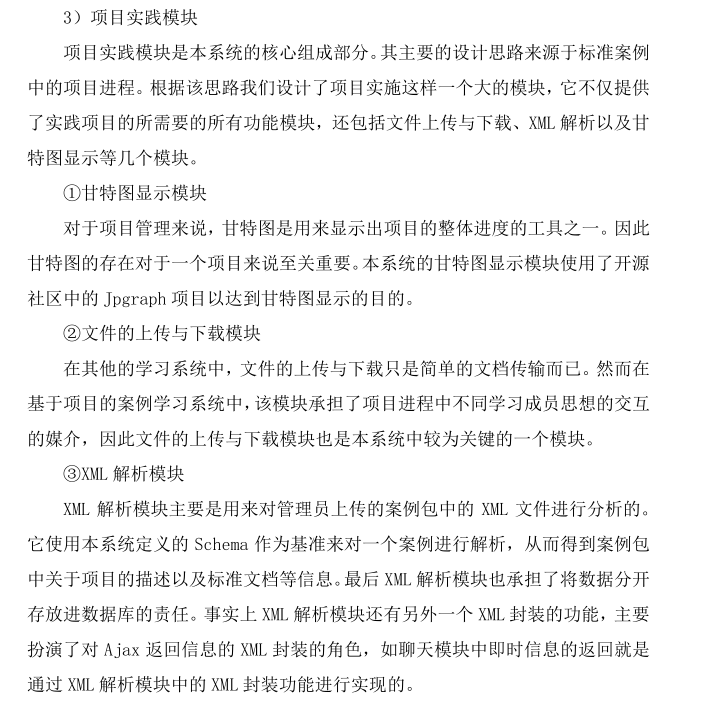 3）项目实践模块
项目实践模块是本系统的核心组成部分。其主要的设计思路来源于标准案例
中的项目进程。根据该思路我们设计了项目实施这样一个大的模块，它不仅提供
了实践项目的所需要的所有功能模块，还包括文件上传与下载、XML 解析以及甘
特图显示等几个模块。
①甘特图显示模块
对于项目管理来说，甘特图是用来显示出项目的整体进度的工具之一。因此
甘特图的存在对于一个项目来说至关重要。本系统的甘特图显示模块使用了开源
社区中的 Jpgraph 项目以达到甘特图显示的目的。
②文件的上传与下载模块
在其他的学习系统中，文件的上传与下载只是简单的文档传输而已。然而在
基于项目的案例学习系统中，该模块承担了项目进程中不同学习成员思想的交互
的媒介，因此文件的上传与下载模块也是本系统中较为关键的一个模块。
③XML 解析模块
XML 解析模块主要是用来对管理员上传的案例包中的 XML 文件进行分析的。
它使用本系统定义的 Schema 作为基准来对一个案例进行解析，从而得到案例包
中关于项目的描述以及标准文档等信息。最后 XML 解析模块也承担了将数据分开
存放进数据库的责任。事实上 XML 解析模块还有另外一个 XML 封装的功能，主要
扮演了对 Ajax 返回信息的 XML 封装的角色，如聊天模块中即时信息的返回就是
通过 XML 解析模块中的 XML 封装功能进行实现的。